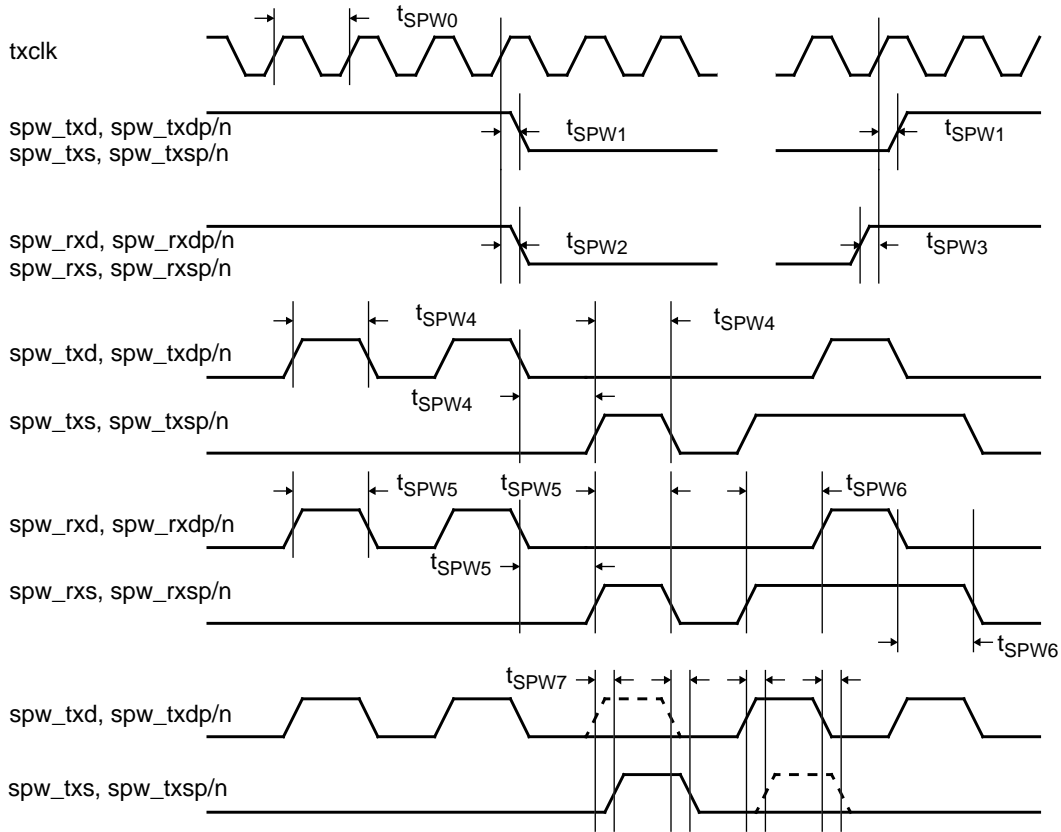 tSPW0
txclk
spw_txd, spw_txdp/n
spw_txs, spw_txsp/n
tSPW1
tSPW1
spw_rxd, spw_rxdp/n
spw_rxs, spw_rxsp/n
tSPW2
tSPW3
tSPW4
tSPW4
spw_txd, spw_txdp/n
tSPW4
spw_txs, spw_txsp/n
tSPW5
tSPW5
tSPW6
spw_rxd, spw_rxdp/n
tSPW5
spw_rxs, spw_rxsp/n
tSPW6
tSPW7
spw_txd, spw_txdp/n
spw_txs, spw_txsp/n